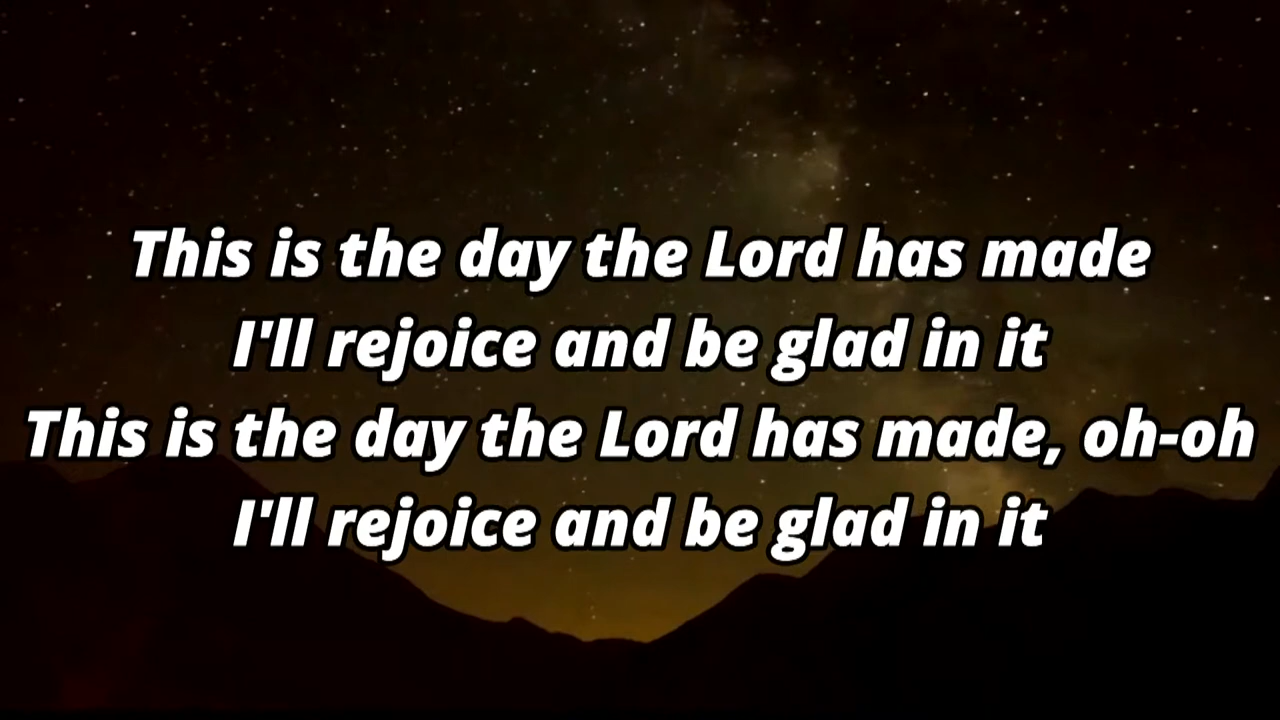 This is the day the Lord has made
I'll rejoice and be glad in it
This is the day the Lord has made, oh-oh
I'll rejoice and be glad in it